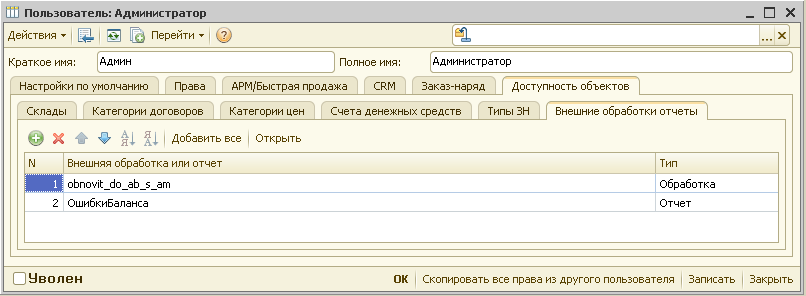 Пользователь: Администратор
Действия Перейти ...
Краткое имя: Админ Полное имя: Администратор
Настройки по умолчанию Права АРМ/Быстрая продажа CRM Заказ-наряд Доступность объектов
Склады Категории договоров Категории цен Счета денежных средств Типы ЗН Внешние обработки отчеты
Добавить все Открыть
N Внешняя обработка или отчет Тип
1 obnovit_do_ab_s_am Обработка
2 ОшибкиБаланса Отчет
Уволен OK Скопировать все права из другого пользователя Записать Закрыть